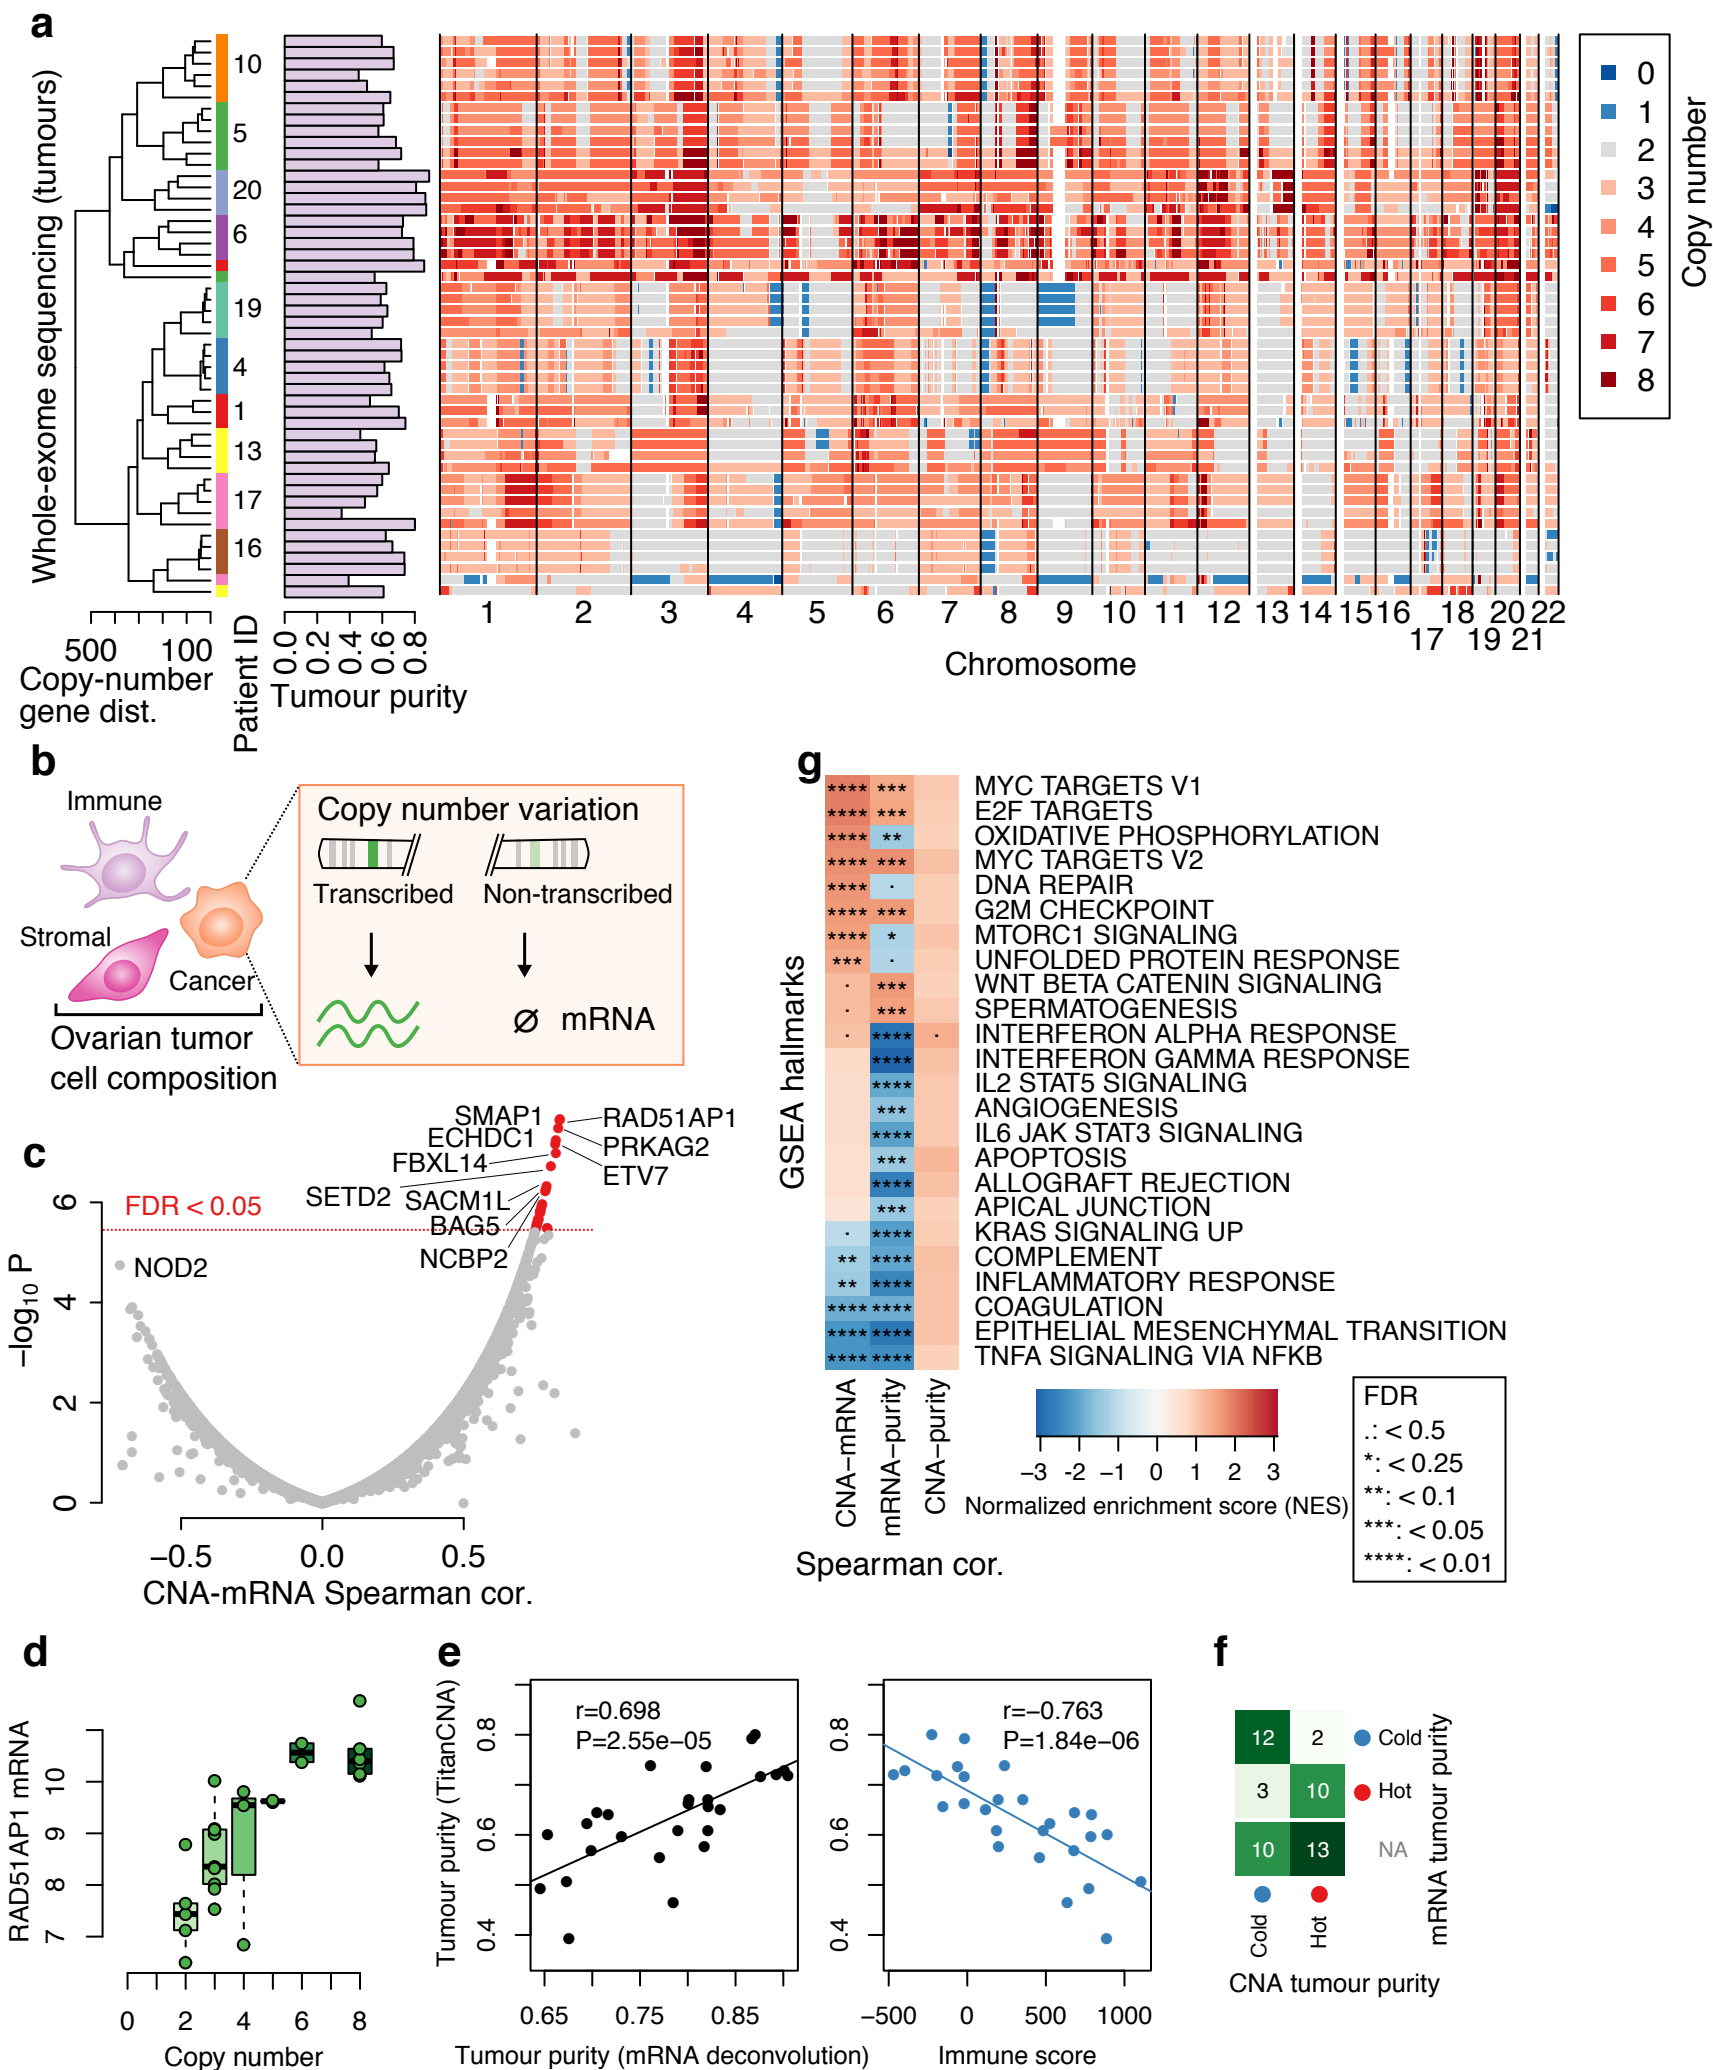 a
Whole-exome sequencing (tumours)
10
5
20
6
19
4
1
13
17
16
500 100
Copy-number
gene dist.
Patient ID
0.0 0.2 0.4 0.6 0.8
Tumour purity
1 2 3 4 5 6 7 8 9 10 11 12 13 14 15 16 17 18 19 20 21 22
Chromosome
0
1
2
3
4
5
6
7
8
Copy number
b
Immune
Stromal
Cancer
Ovarian tumor
cell composition
Copy number variation
Transcribed
Non-transcribed
Ø mRNA
c
FDR < 0.05
SMAP1
ECHDC1
FBXL14
SETD2
SACM1L
BAG5
NCBP2
RAD51AP1
PRKAG2
ETV7
NOD2
−log10 P
0 2 4 6
−0.5 0.0 0.5
CNA-mRNA Spearman cor.
g
GSEA hallmarks
**** *** MYC TARGETS V1
**** *** E2F TARGETS
**** ** OXIDATIVE PHOSPHORYLATION
**** *** MYC TARGETS V2
**** . DNA REPAIR
**** *** G2M CHECKPOINT
**** * MTORC1 SIGNALING
*** . UNFOLDED PROTEIN RESPONSE
. *** WNT BETA CATENIN SIGNALING
. *** SPERMATOGENESIS
. **** . INTERFERON ALPHA RESPONSE
**** INTERFERON GAMMA RESPONSE
**** IL2 STAT5 SIGNALING
*** ANGIOGENESIS
**** IL6 JAK STAT3 SIGNALING
*** APOPTOSIS
**** ALLOGRAFT REJECTION
*** APICAL JUNCTION
. **** KRAS SIGNALING UP
** **** COMPLEMENT
** **** INFLAMMATORY RESPONSE
**** **** COAGULATION
**** **** EPITHELIAL MESENCHYMAL TRANSITION
**** **** TNFA SIGNALING VIA NFKB
CNA−mRNA
mRNA−purity
CNA−purity
Spearman cor.
−3 -2 −1 0 1 2 3
Normalized enrichment score (NES)
FDR
.: < 0.5
*: < 0.25
**: < 0.1
***: < 0.05
****: < 0.01
d
RAD51AP1 mRNA
7 8 9 10
0 2 4 6 8
Copy number
e
Tumour purity (TitanCNA)
0.4 0.6 0.8
r=0.698
P=2.55e−05
0.65 0.75 0.85
Tumour purity (mRNA deconvolution)
0.4 0.6 0.8
r=−0.763
P=1.84e−06
−500 0 500 1000
Immune score
f
12 2 Cold
3 10 Hot
10 13 NA
Cold
Hot
CNA tumour purity
mRNA tumour purity